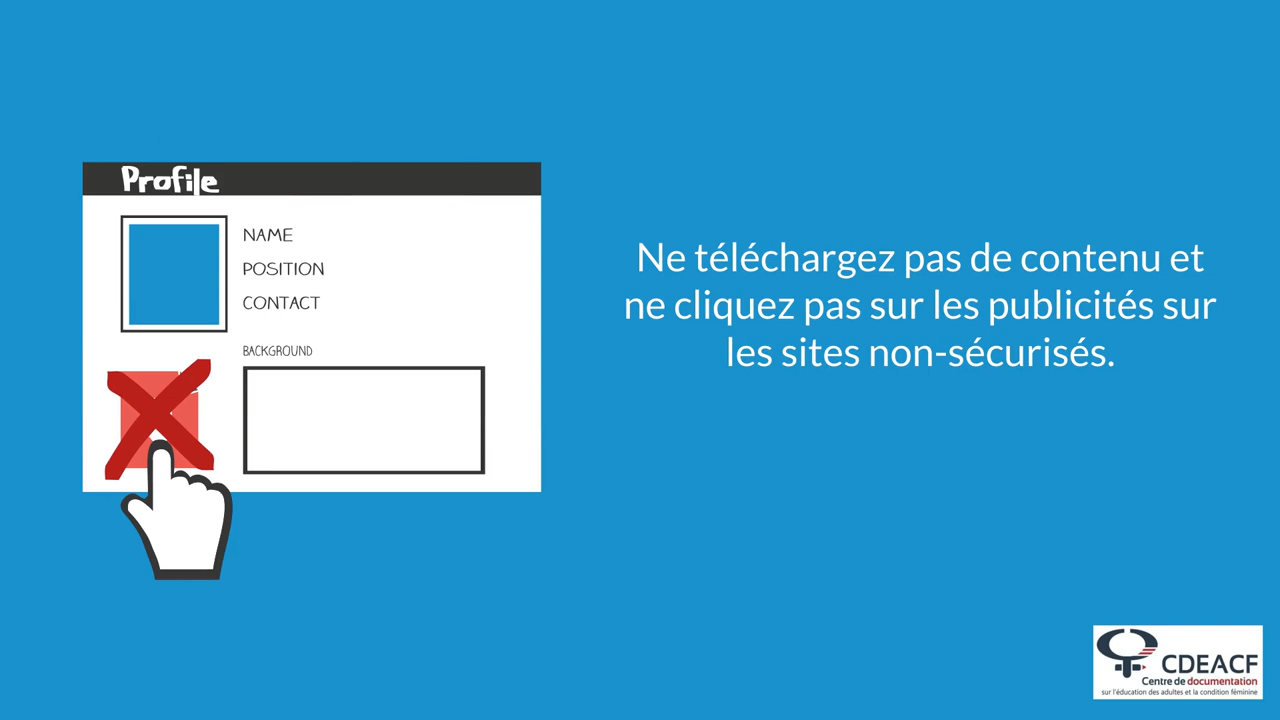 Profile
NAME
POSITION
CONTACT
BACKGROUND
Ne téléchargez pas de contenu et
ne cliquez pas sur les publicités sur
les sites non-sécurisés.
CDEACF
Centre de documentation
sur l'éducation des adultes et la condition féminine